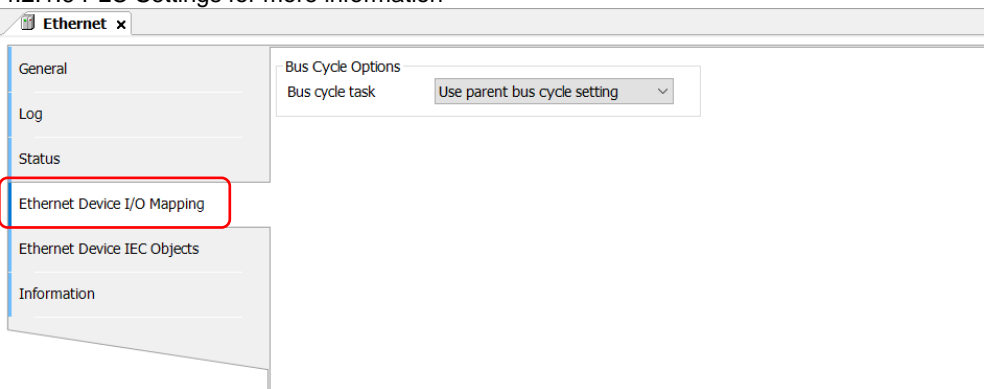 Ethernet x
General
Bus Cycle Options
Bus cycle task Use parent bus cycle setting
Log
Status
Ethernet Device I/O Mapping
Ethernet Device IEC Objects
Information